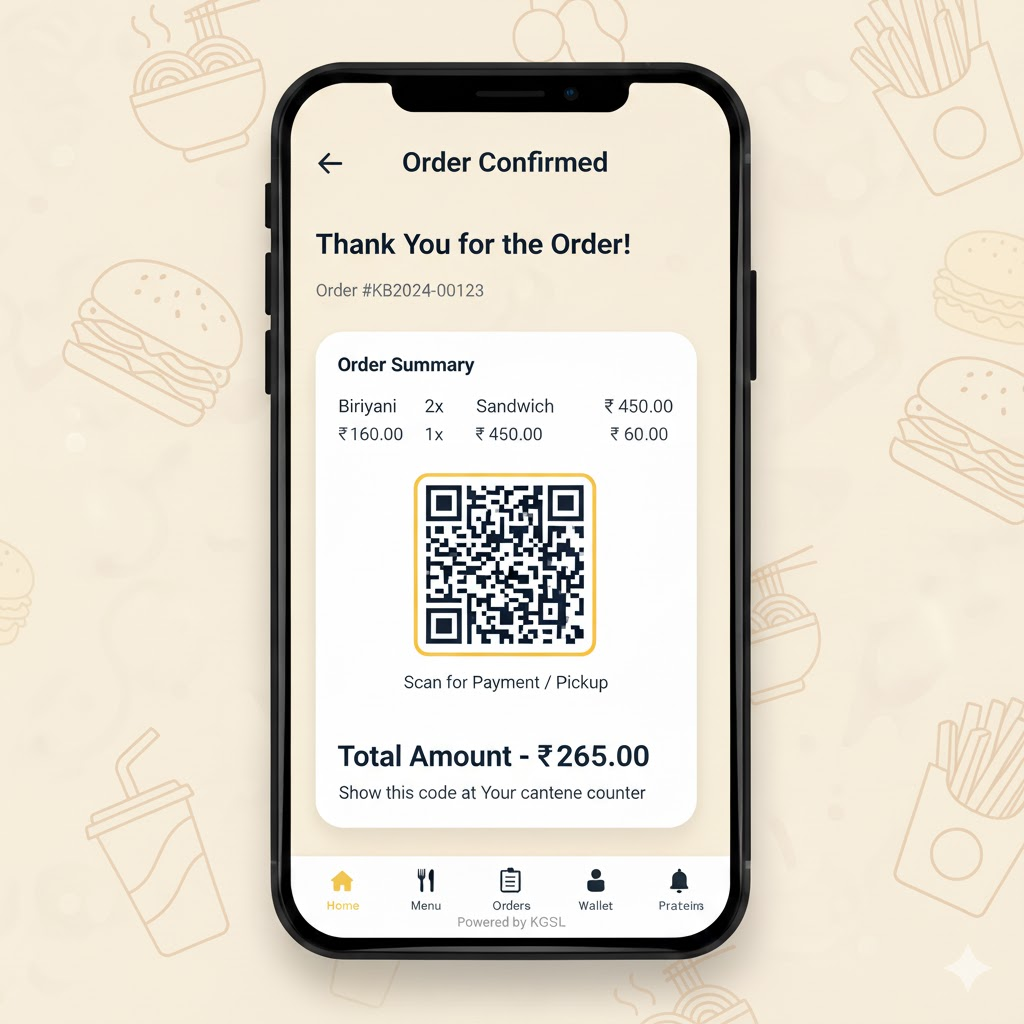 Order Confirmed
Thank You for the Order!
Order #KB2024-00123
Order Summary
Biriyani 2x Sandwich ₹ 450.00
₹160.00 1x ₹ 450.00 ₹ 60.00
Scan for Payment / Pickup
Total Amount - ₹265.00
Show this code at Your cantene counter
Home Menu Orders Wallet Prateins
Powered by KGSL